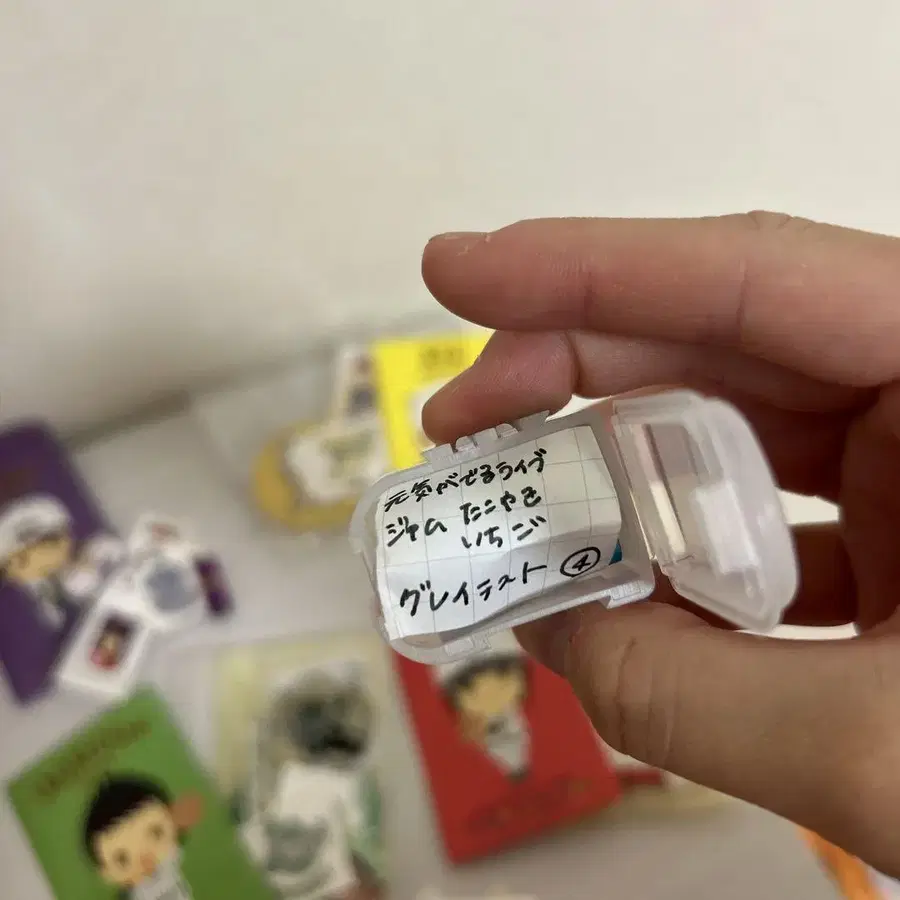 元気がでるライブ
ジャム たこやき
いちご
グレイテスト ④